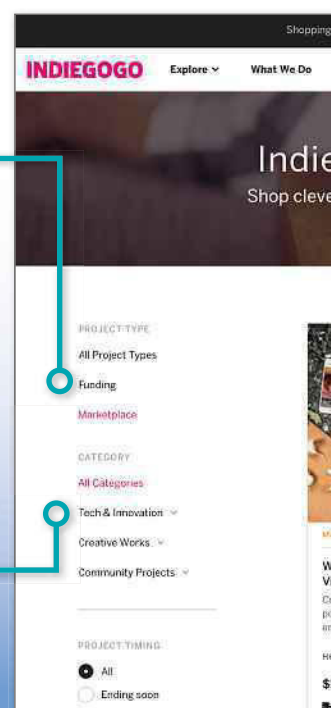 Shopping
INDIEGOGO Explore What We Do
Indie
Shop cleve
PROJECT TYPE
All Project Types
Funding
Marketplace
CATEGORY
All Categories
Tech & Innovation
Creative Works
Community Projects
PROJECT TIMING
All
Ending soon